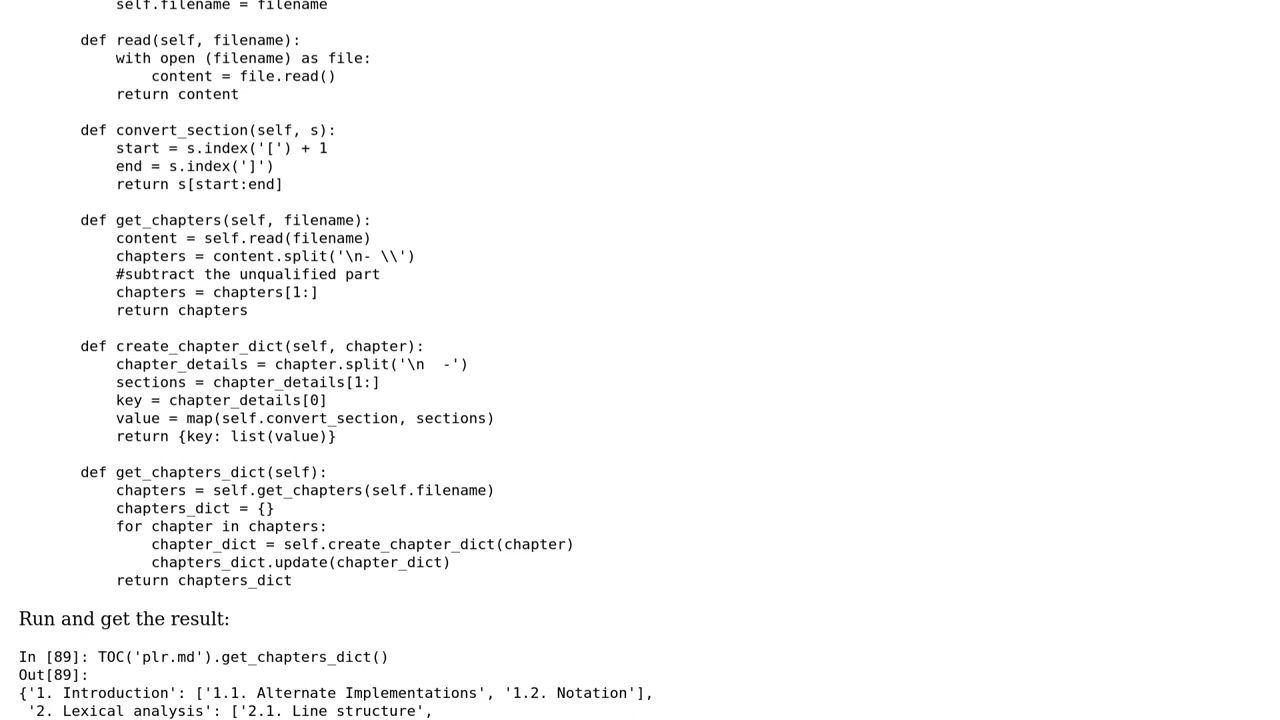 self.filename = filename
def read(self, filename):
with open (filename) as file:
content = file.read()
return content
def convert_section(self, s):
start = s.index('[') + 1
end = s.index(']')
return s[start:end]
def get_chapters(self, filename):
content = self.read(filename)
chapters = content.split('\n- \\')
#subtract the unqualified part
chapters = chapters[1:]
return chapters
def create_chapter_dict(self, chapter):
chapter_details = chapter.split('\n  -')
sections = chapter_details[1:]
key = chapter_details[0]
value = map(self.convert_section, sections)
return {key: list(value)}
def get_chapters_dict(self):
chapters = self.get_chapters(self.filename)
chapters_dict = {}
for chapter in chapters:
chapter_dict = self.create_chapter_dict(chapter)
chapters_dict.update(chapter_dict)
return chapters_dict
Run and get the result:
In [89]: TOC('plr.md').get_chapters_dict()
Out[89]:
{'1. Introduction': ['1.1. Alternate Implementations', '1.2. Notation'],
'2. Lexical analysis': ['2.1. Line structure',